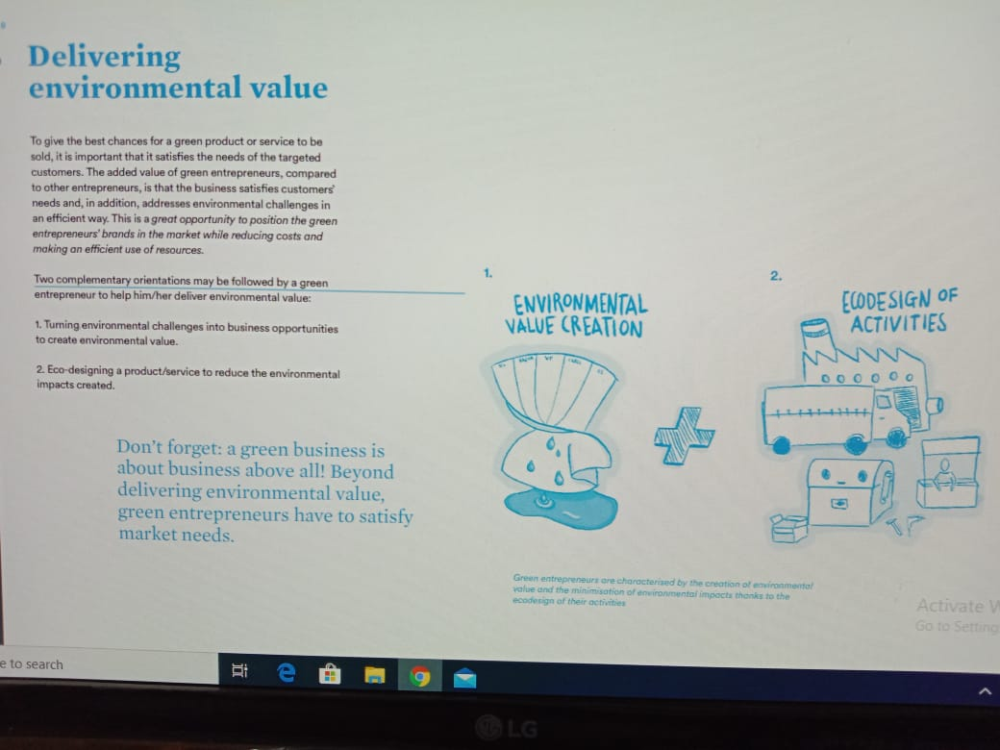 Delivering
environmental value
To give the best chances for a green product or service to be
sold, it is important that it satisfies the needs of the targeted
customers. The added value of green entrepreneurs, compared
to other entrepreneurs, is that the business satisfies customers'
needs and, in addition, addresses environmental challenges in
an efficient way. This is a great opportunity to position the green
entrepreneurs' brands in the market while reducing costs and
making an efficient use of resources.
Two complementary orientations may be followed by a green
entrepreneur to help him/her deliver environmental value:
1. Turning environmental challenges into business opportunities
to create environmental value.
2. Eco-designing a product/service to reduce the environmental
impacts created.
Don't forget: a green business is
about business above all! Beyond
delivering environmental value,
green entrepreneurs have to satisfy
market needs.
1.
ENVIRONMENTAL
VALUE CREATION
2.
ECODESIGN OF
ACTIVITIES
Green entrepreneurs are characterised by the creation of environmental
value and the minimisation of environmental impacts thanks to the
ecodesign of their activities
Activate W
Go to Setting
e to search
LG